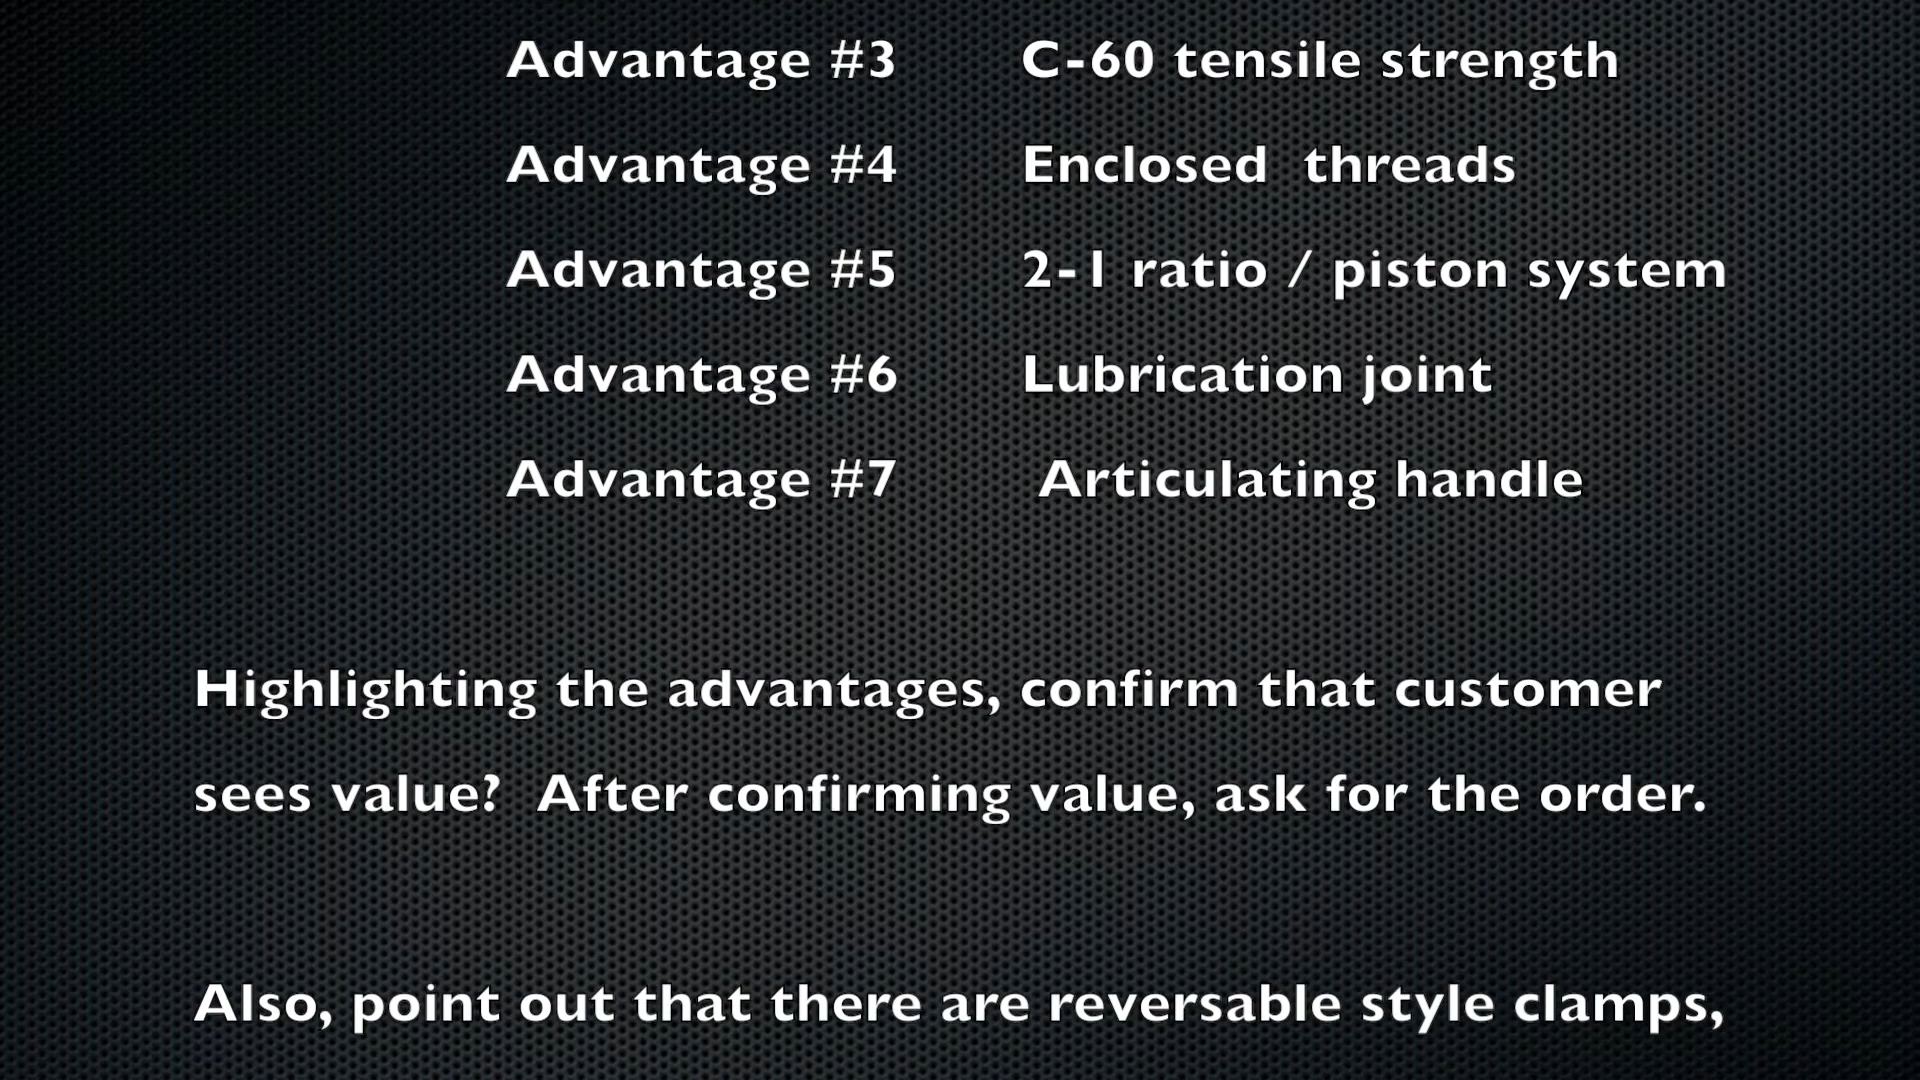 Advantage #3 C-60 tensile strength
Advantage #4 Enclosed threads
Advantage #5 2-1 ratio / piston system
Advantage #6 Lubrication joint
Advantage #7 Articulating handle
Highlighting the advantages, confirm that customer
sees value? After confirming value, ask for the order.
Also, point out that there are reversable style clamps,